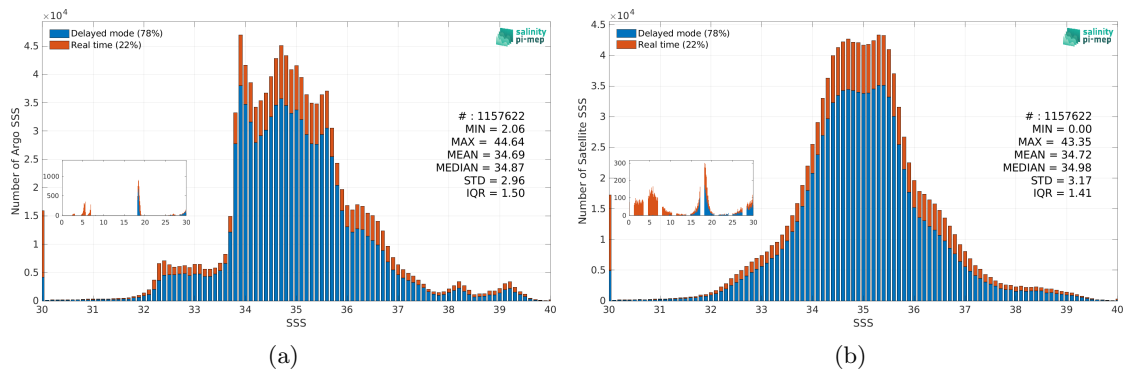 ×10⁴
4.5
4
3.5
3
2.5
2
1.5
1
0.5
0
Number of Argo SSS
Delayed mode (78%)
Real time (22%)
salinity
pi-mep
# : 1157622
MIN = 2.06
MAX = 44.64
MEAN = 34.69
MEDIAN = 34.87
STD = 2.96
IQR = 1.50
1000
500
0
0 5 10 15 20 25 30
30 31 32 33 34 35 36 37 38 39 40
SSS
(a)
×10⁴
4.5
4
3.5
3
2.5
2
1.5
1
0.5
0
Number of Satellite SSS
Delayed mode (78%)
Real time (22%)
salinity
pi-mep
# : 1157622
MIN = 0.00
MAX = 43.35
MEAN = 34.72
MEDIAN = 34.98
STD = 3.17
IQR = 1.41
300
200
100
0
0 5 10 15 20 25 30
30 31 32 33 34 35 36 37 38 39 40
SSS
(b)